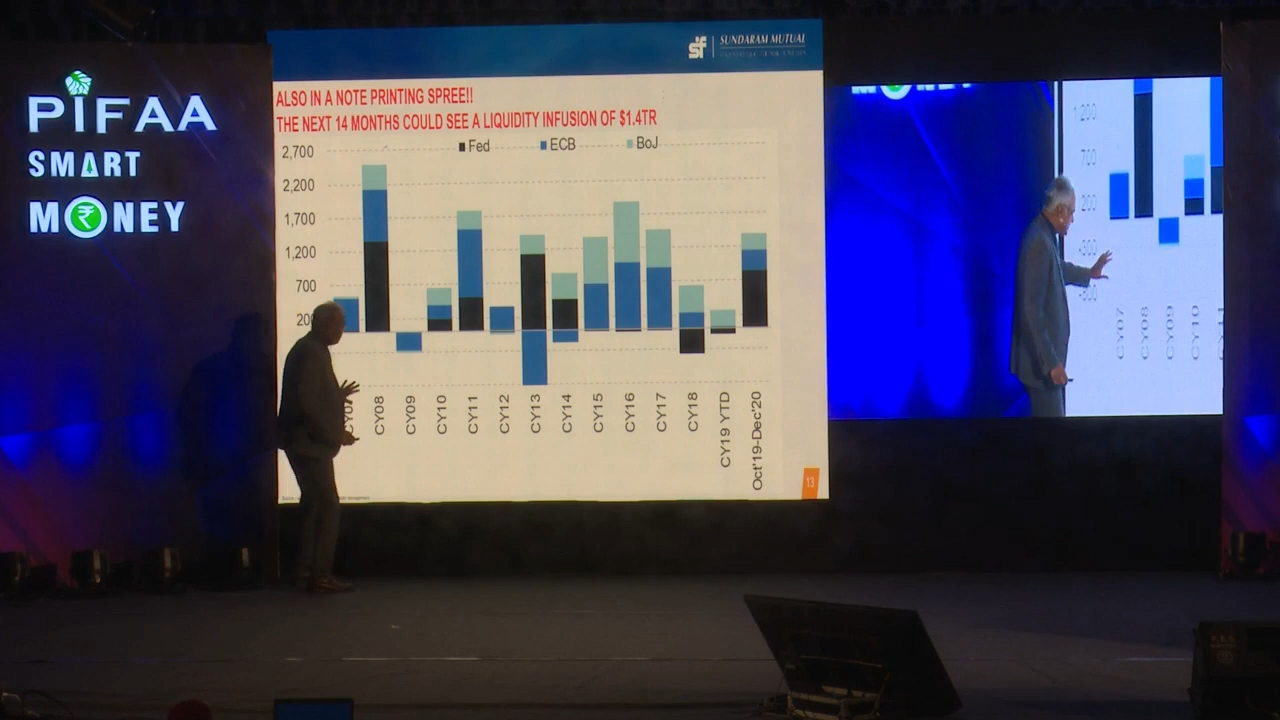 PIFAA
SMART
MONEY
SUNDARAM MUTUAL
ALSO IN A NOTE PRINTING SPREE!!
THE NEXT 14 MONTHS COULD SEE A LIQUIDITY INFUSION OF $1.4TR
Fed ECB BoJ
2,700
2,200
1,700
1,200
700
200
CY08
CY09
CY10
CY11
CY12
CY13
CY14
CY15
CY16
CY17
CY18
CY19 YTD
Oct'19-Dec'20
13
1,200
700
200
CY07
CY08
CY09
CY10